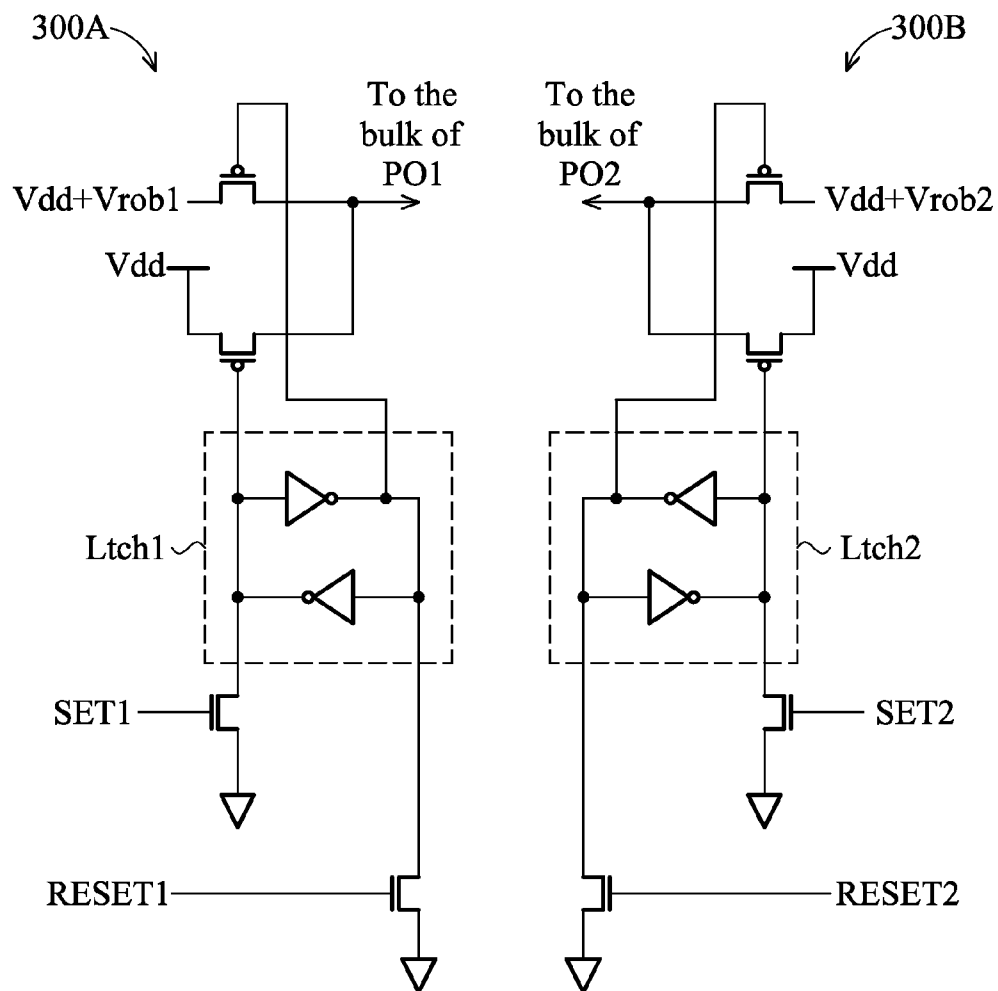 300A
300B
To the
bulk of
PO1
To the
bulk of
PO2
Vdd+Vrob1
Vdd+Vrob2
Vdd
Vdd
Ltch1
Ltch2
SET1
SET2
RESET1
RESET2